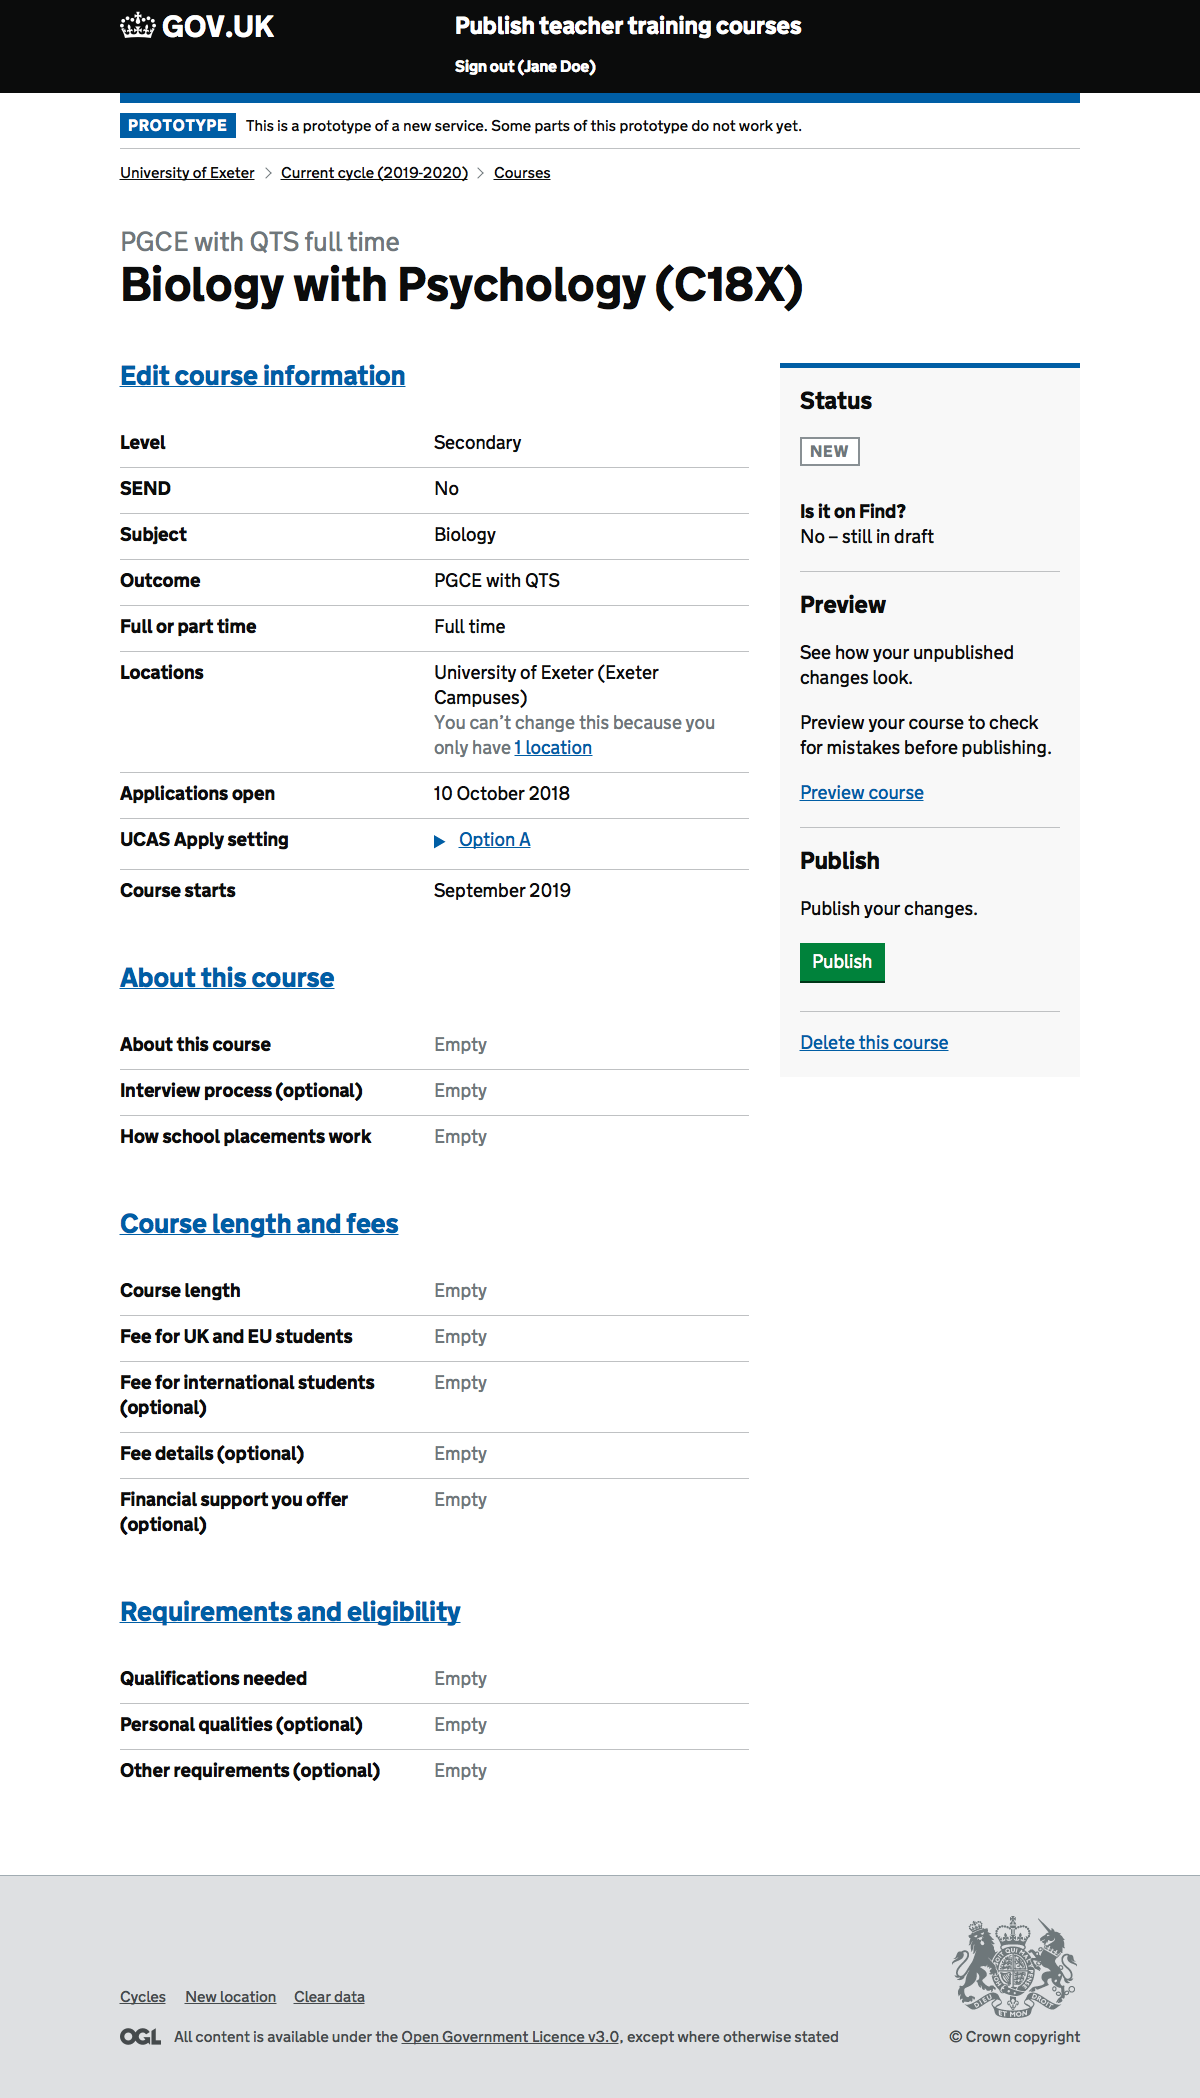 GOV.UK
Publish teacher training courses
Sign out (Jane Doe)
PROTOTYPE This is a prototype of a new service. Some parts of this prototype do not work yet.
University of Exeter > Current cycle (2019-2020) > Courses
PGCE with QTS full time
Biology with Psychology (C18X)
Edit course information
Level Secondary
SEND No
Subject Biology
Outcome PGCE with QTS
Full or part time Full time
Locations University of Exeter (Exeter
Campuses)
You can’t change this because you
only have 1 location
Applications open 10 October 2018
UCAS Apply setting Option A
Course starts September 2019
About this course
About this course Empty
Interview process (optional) Empty
How school placements work Empty
Course length and fees
Course length Empty
Fee for UK and EU students Empty
Fee for international students Empty
(optional)
Fee details (optional) Empty
Financial support you offer Empty
(optional)
Requirements and eligibility
Qualifications needed Empty
Personal qualities (optional) Empty
Other requirements (optional) Empty
Status
NEW
Is it on Find?
No – still in draft
Preview
See how your unpublished
changes look.
Preview your course to check
for mistakes before publishing.
Preview course
Publish
Publish your changes.
Publish
Delete this course
Cycles New location Clear data
OGL All content is available under the Open Government Licence v3.0, except where otherwise stated
DIEU ET MON DROIT
© Crown copyright